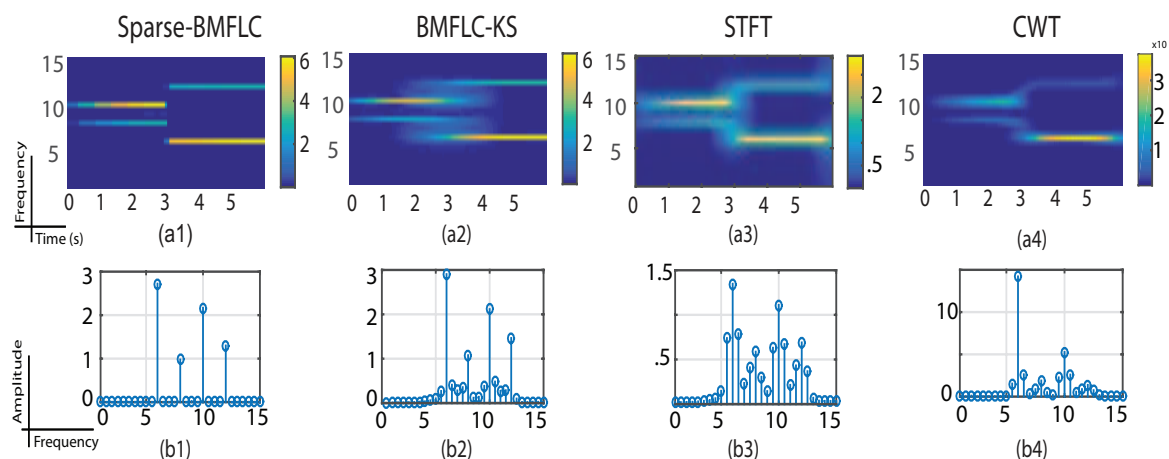 Sparse-BMFLC BMFLC-KS STFT CWT
x10
15 10 5
6 4 2
15 10 5
6 4 2
15 10 5
2 .5
15 10 5
3 2 1
Frequency
Time (s)
0 1 2 3 4 5
0 1 2 3 4 5
0 1 2 3 4 5
0 1 2 3 4 5
(a1) (a2) (a3) (a4)
3 2 1 0
3 2 1 0
1.5 1 .5
10 0
Amplitude
Frequency
0 5 10 15
0 5 10 15
0 5 10 15
0 5 10 15
(b1) (b2) (b3) (b4)